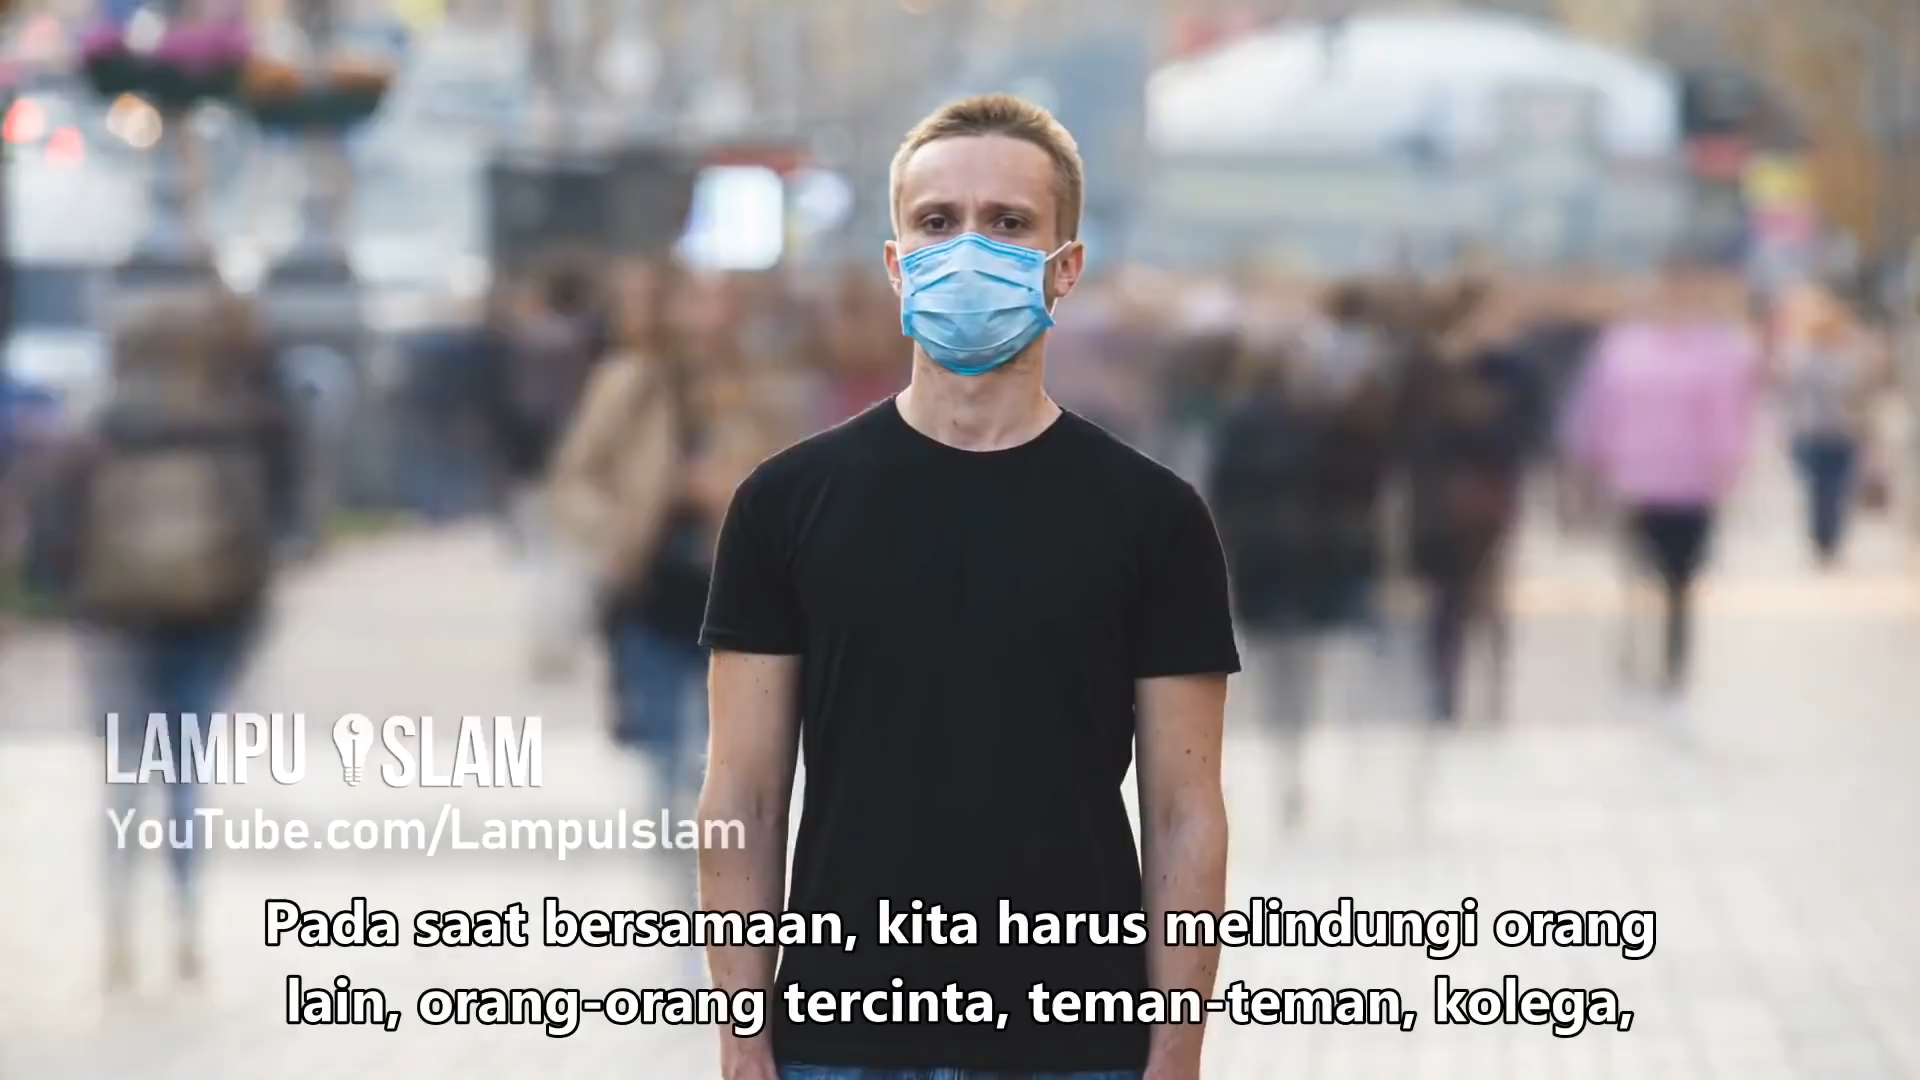 LAMPU ISLAM
YouTube.com/LampuIslam
Pada saat bersamaan, kita harus melindungi orang
lain, orang-orang tercinta, teman-teman, kolega,